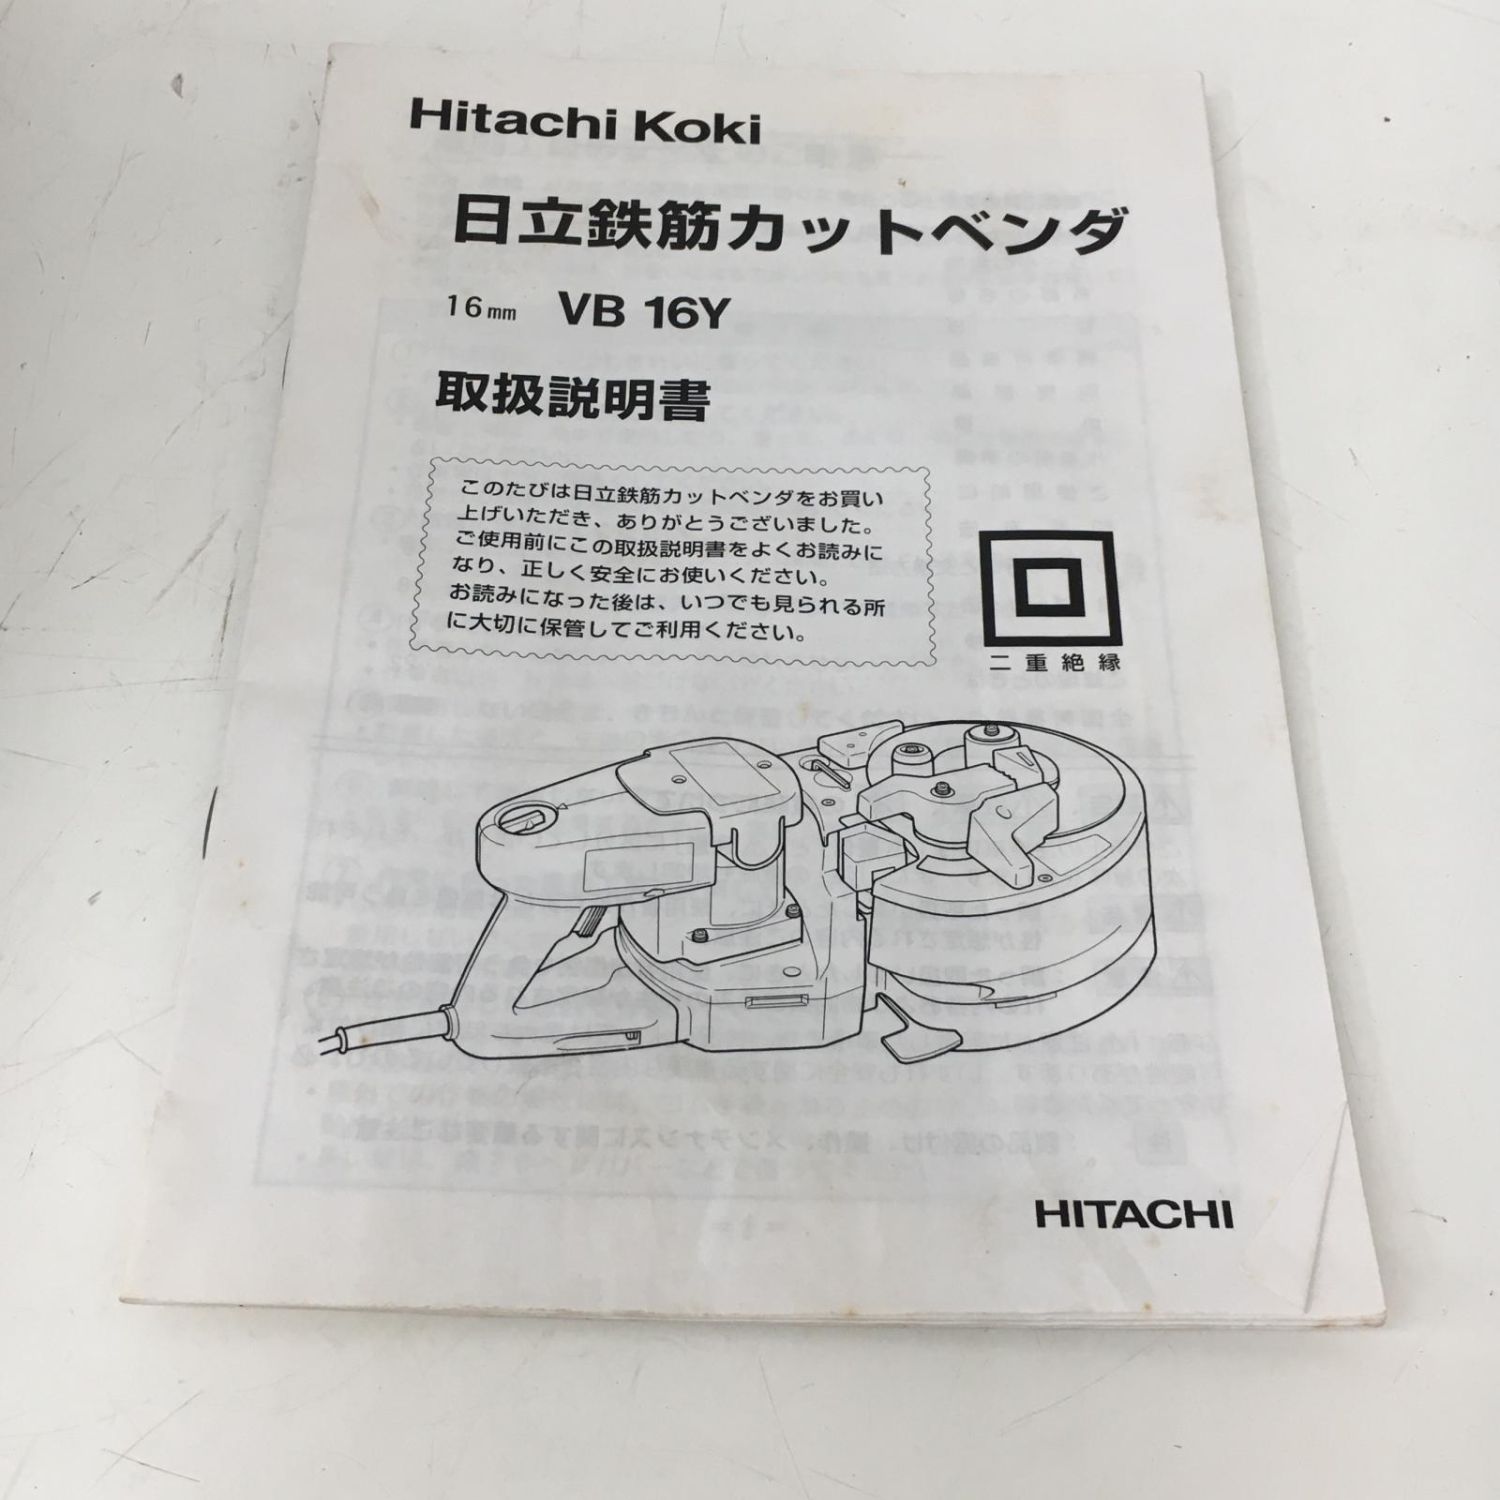 Hitachi Koki
日立鉄筋カットベンダ
16mm VB 16Y
取扱説明書
このたびは日立鉄筋カットベンダをお買い
上げいただき、ありがとうございました。
ご使用前にこの取扱説明書をよくお読みに
なり、正しく安全にお使いください。
お読みになった後は、いつでも見られる所
に大切に保管してご利用ください。
二重絶縁
HITACHI